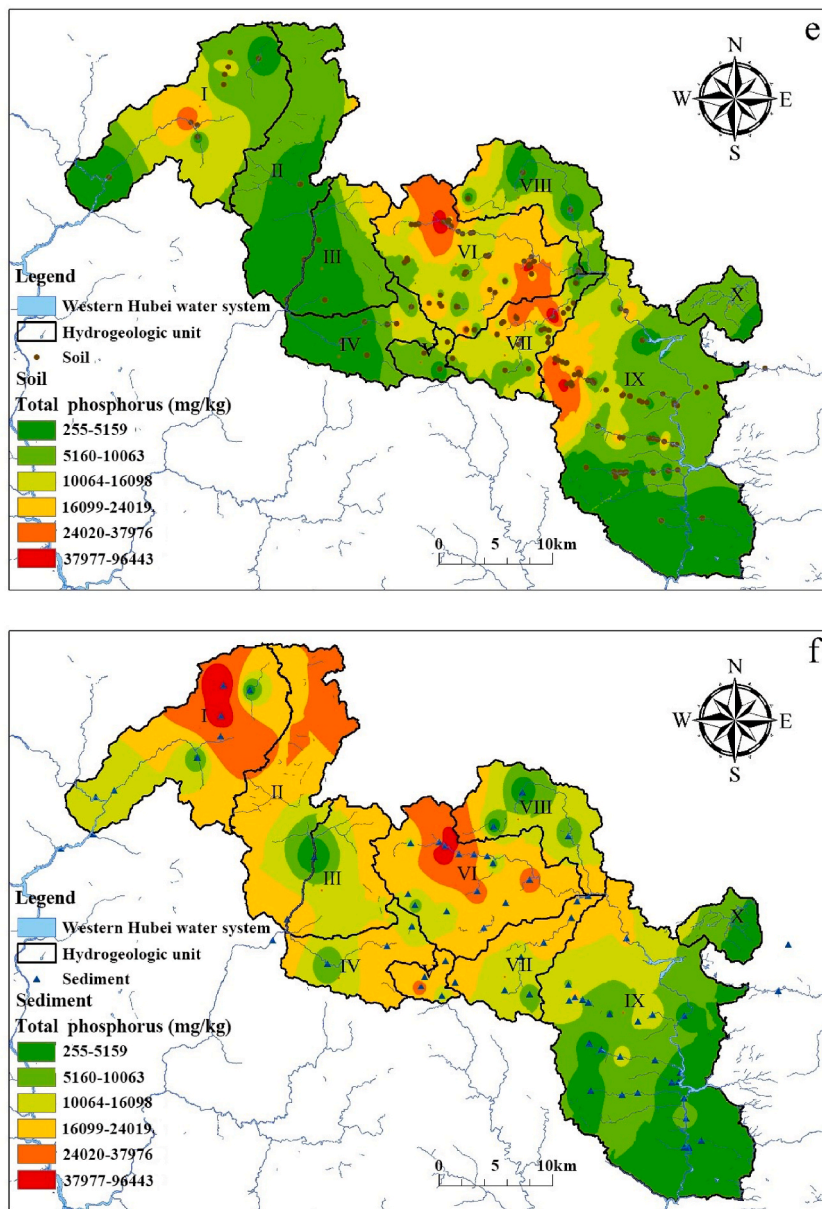 e
N
W E
S
I
II
VIII
III
VI
X
IV
V
VII
IX
Legend
Western Hubei water system
Hydrogeologic unit
Soil
Soil
Total phosphorus (mg/kg)
255-5159
5160-10063
10064-16098
16099-24019
24020-37976
37977-96443
0 5 10km
f
N
W E
S
I
II
VIII
VI
III
X
IV
V
VII
IX
Legend
Western Hubei water system
Hydrogeologic unit
Sediment
Sediment
Total phosphorus (mg/kg)
255-5159
5160-10063
10064-16098
16099-24019
24020-37976
37977-96443
0 5 10km